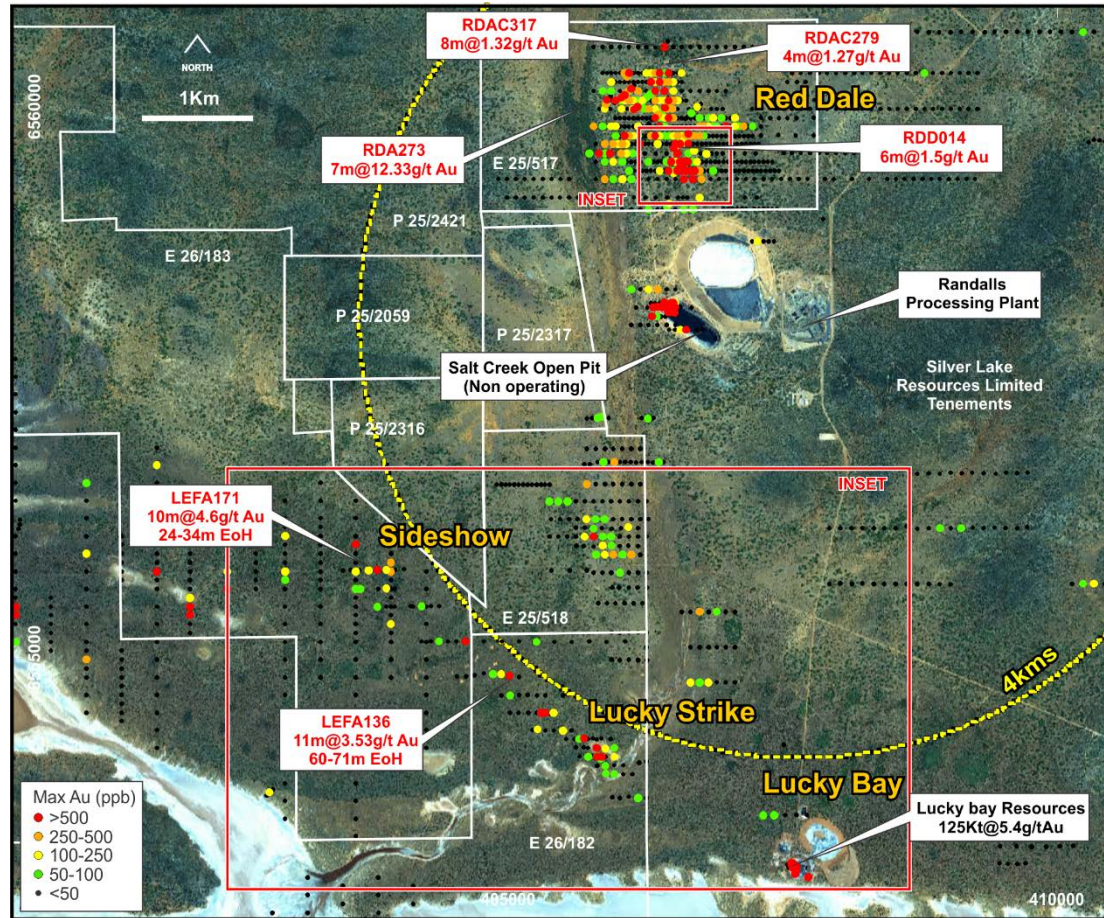 RDAC317
8m@1.32g/t Au
RDAC279
4m@1.27g/t Au
NORTH
1Km
6560000
Red Dale
RDA273
7m@12.33g/t Au
E 25/517
RDD014
6m@1.5g/t Au
INSET
P 25/2421
E 26/183
Randalls
Processing Plant
P 25/2059
P 25/2317
Salt Creek Open Pit
(Non operating)
Silver Lake
Resources Limited
Tenements
P 25/2316
INSET
LEFA171
10m@4.6g/t Au
24-34m EoH
Sideshow
E 25/518
5000
4kms
LEFA136
11m@3.53g/t Au
60-71m EoH
Lucky Strike
Lucky Bay
Max Au (ppb)
>500
250-500
100-250
50-100
<50
Lucky bay Resources
125Kt@5.4g/tAu
E 26/182
405000
410000